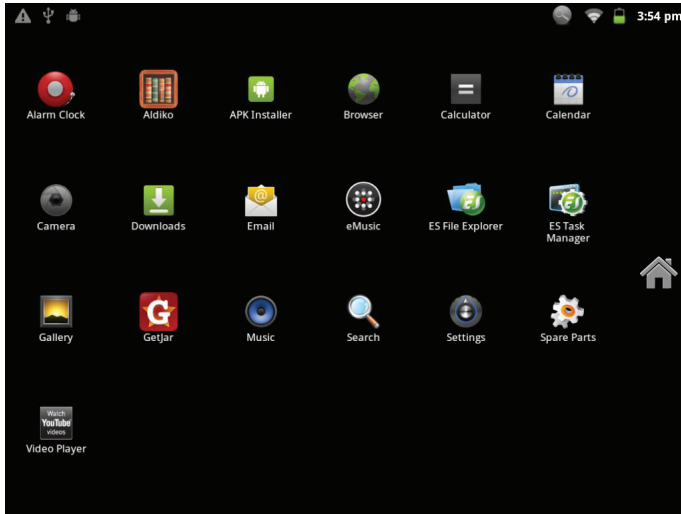 3:54 pm
Alarm Clock
Aldiko
APK Installer
Browser
Calculator
Calendar
Camera
Downloads
Email
eMusic
ES File Explorer
ES Task
Manager
Gallery
G
GetJar
Music
Search
Settings
Spare Parts
Watch
YouTube
videos
Video Player